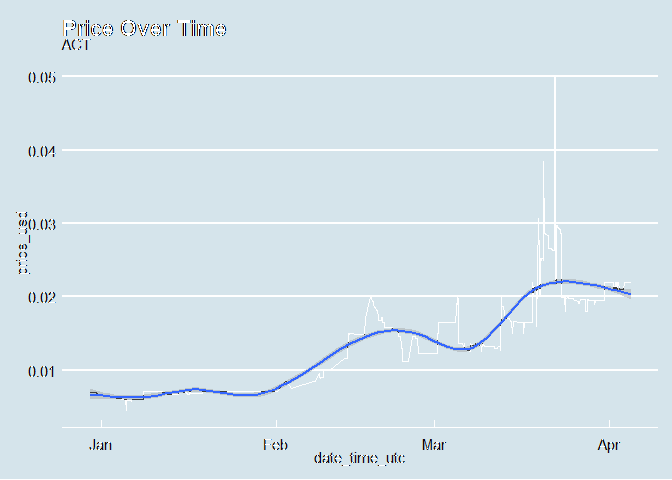 Price Over Time
ACT
0.05
0.04
0.03
0.02
0.01
price_usd
Jan Feb Mar Apr
date_time_utc